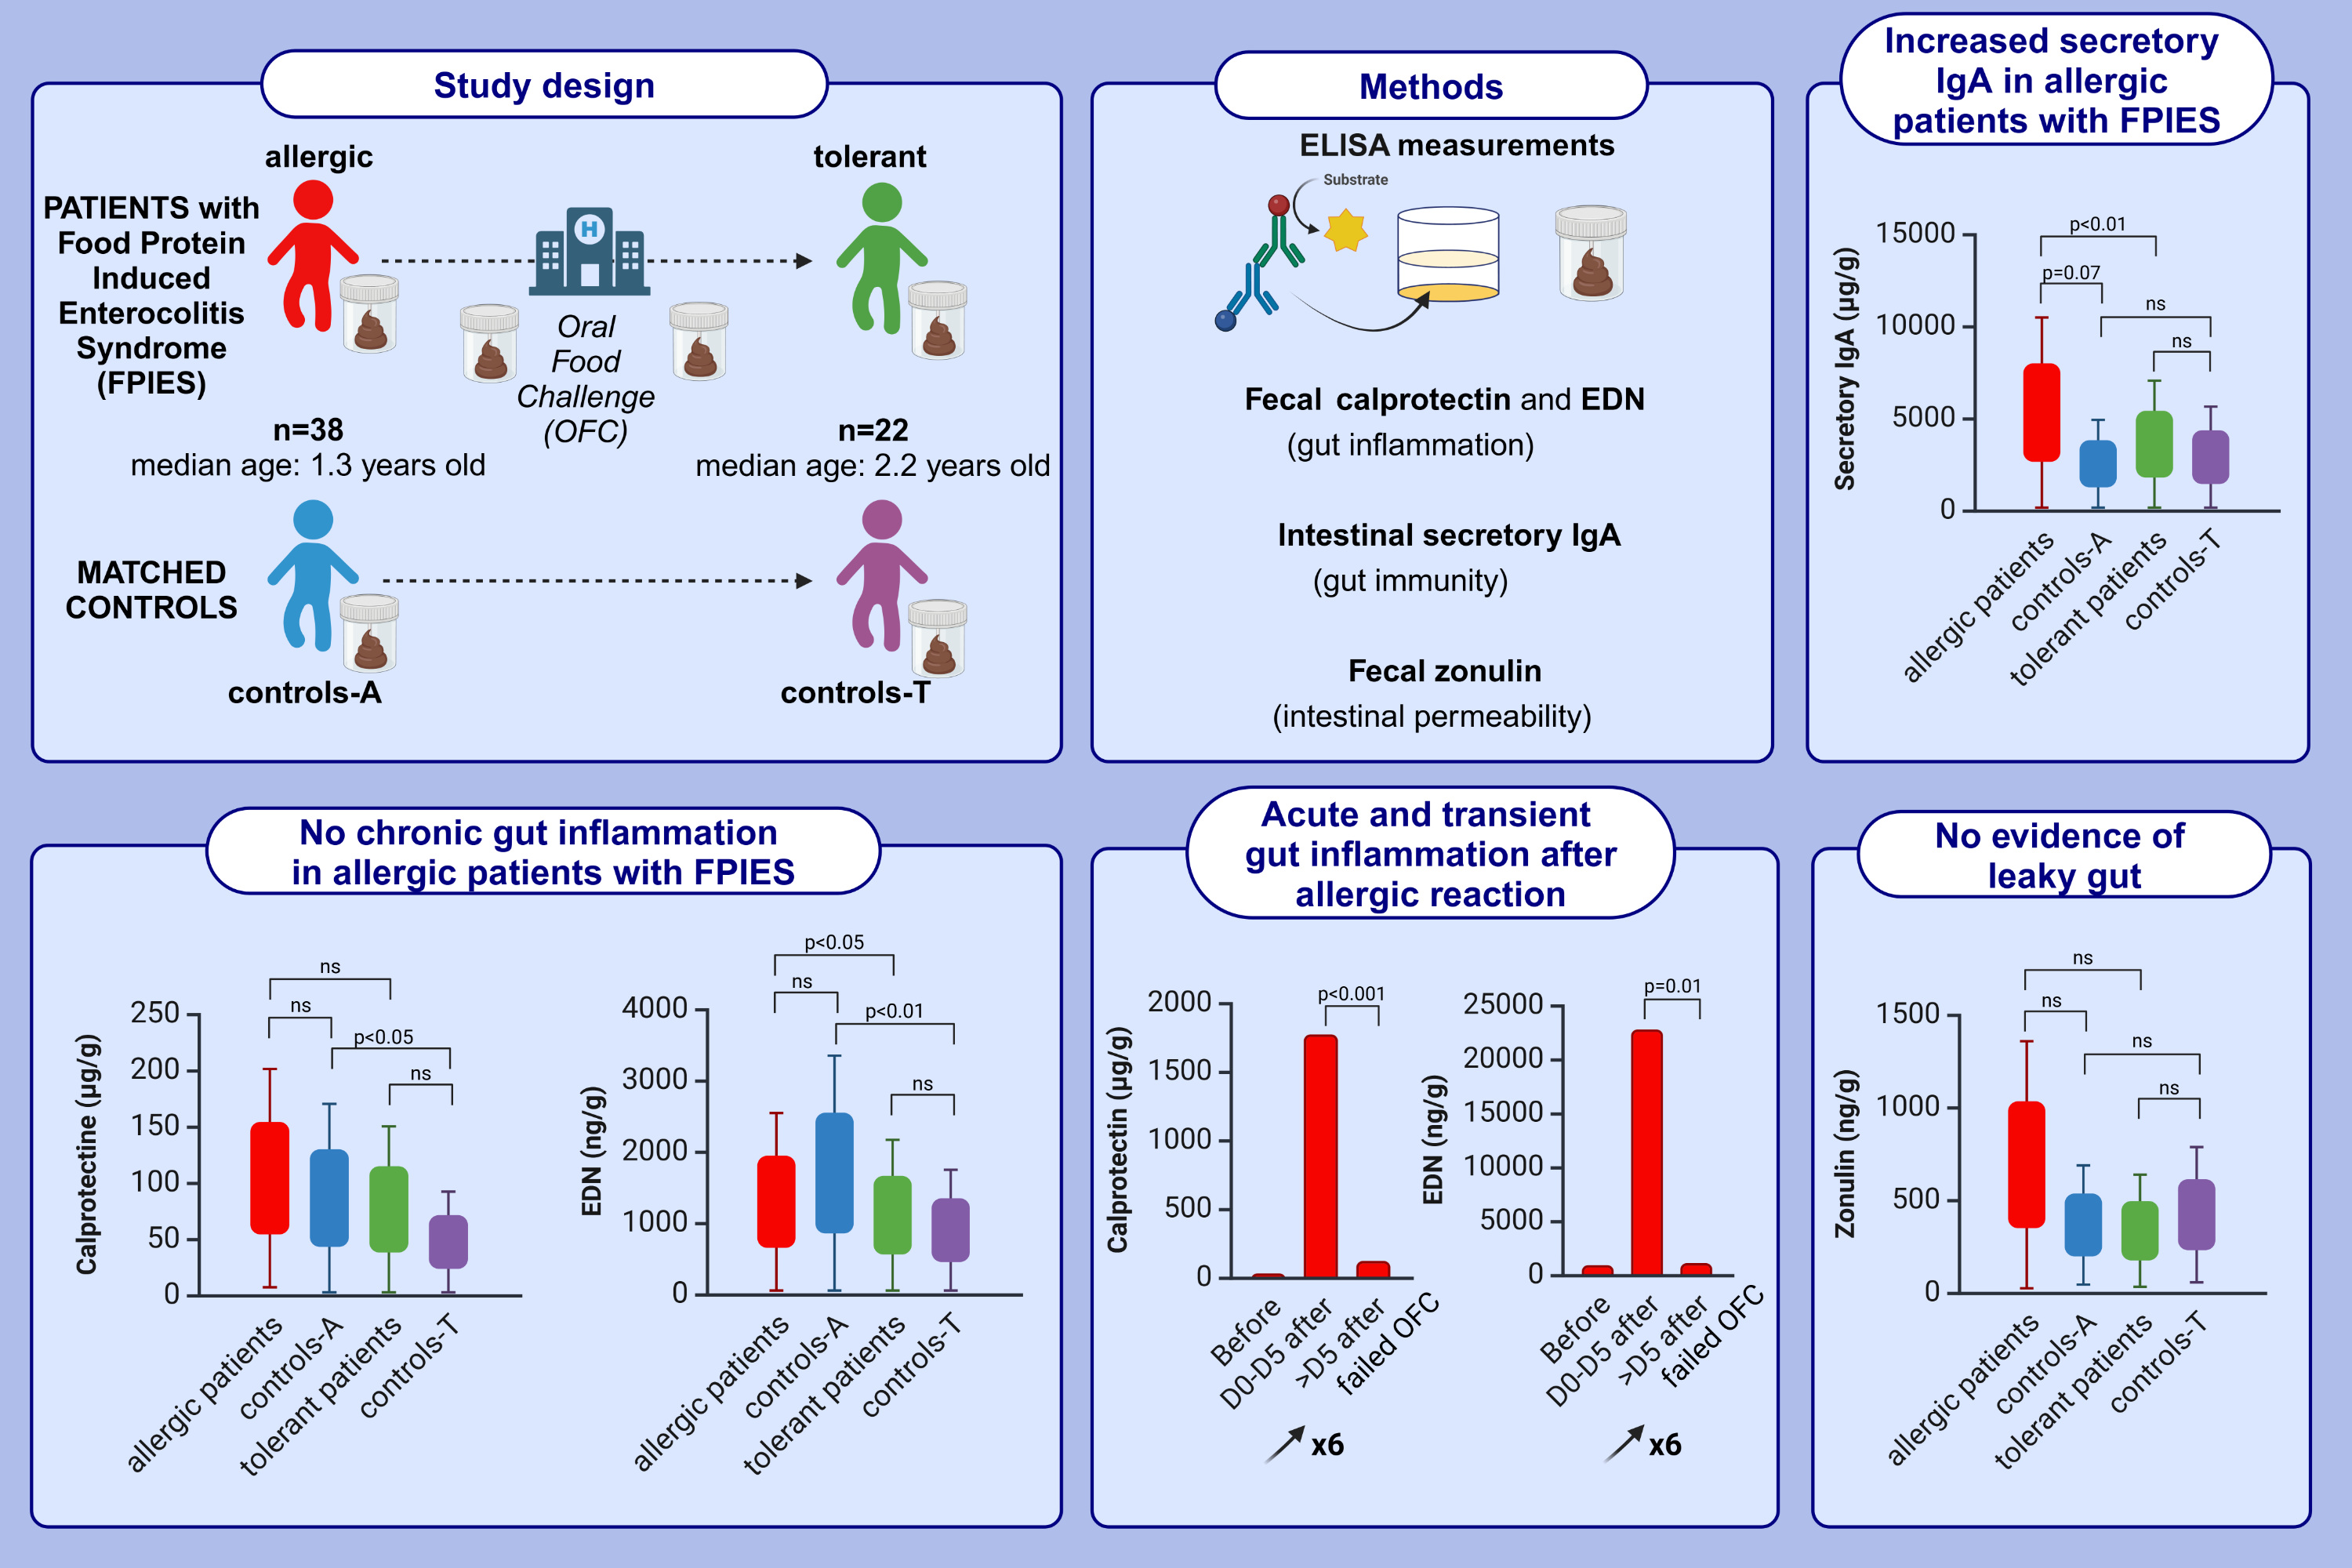 Study design
allergic
tolerant
PATIENTS with
Food Protein
Induced
Enterocolitis
Syndrome
(FPIES)
H
Oral
Food
Challenge
(OFC)
n=38
median age: 1.3 years old
n=22
median age: 2.2 years old
MATCHED
CONTROLS
controls-A
controls-T
Methods
ELISA measurements
Substrate
Fecal calprotectin and EDN
(gut inflammation)
Intestinal secretory IgA
(gut immunity)
Fecal zonulin
(intestinal permeability)
Increased secretory
IgA in allergic
patients with FPIES
Secretory IgA (µg/g)
15000
10000
5000
0
p<0.01
p=0.07
ns
ns
allergic patients
controls-A
tolerant patients
controls-T
No chronic gut inflammation
in allergic patients with FPIES
Calprotectine (µg/g)
250
200
150
100
50
0
ns
ns
p<0.05
ns
allergic patients
controls-A
tolerant patients
controls-T
EDN (ng/g)
4000
3000
2000
1000
0
p<0.05
ns
p<0.01
ns
allergic patients
controls-A
tolerant patients
controls-T
Acute and transient
gut inflammation after
allergic reaction
Calprotectin (µg/g)
2000
1500
1000
500
0
p<0.001
Before
D0-D5 after
>D5 after
failed OFC
x6
EDN (ng/g)
25000
20000
15000
10000
5000
0
p=0.01
Before
D0-D5 after
>D5 after
failed OFC
x6
No evidence of
leaky gut
Zonulin (ng/g)
1500
1000
500
0
ns
ns
ns
ns
allergic patients
controls-A
tolerant patients
controls-T